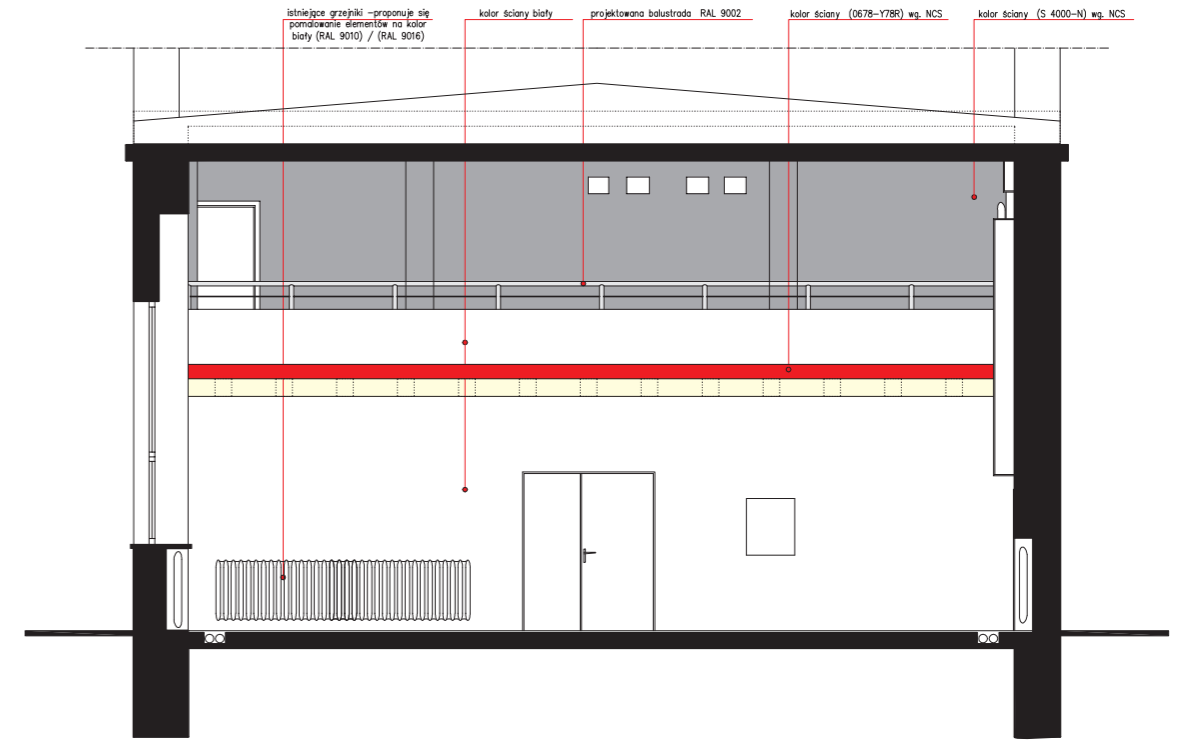 istniejące grzejniki –proponuje się
pomalowanie elementów na kolor
biały (RAL 9010) / (RAL 9016)
kolor ściany biały
projektowana balustrada RAL 9002
kolor ściany (0678–Y78R) wg. NCS
kolor ściany (S 4000–N) wg. NCS